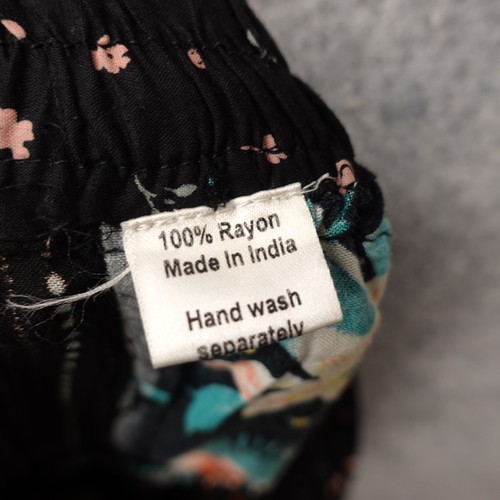 100% Rayon
Made In India
Hand wash
separately